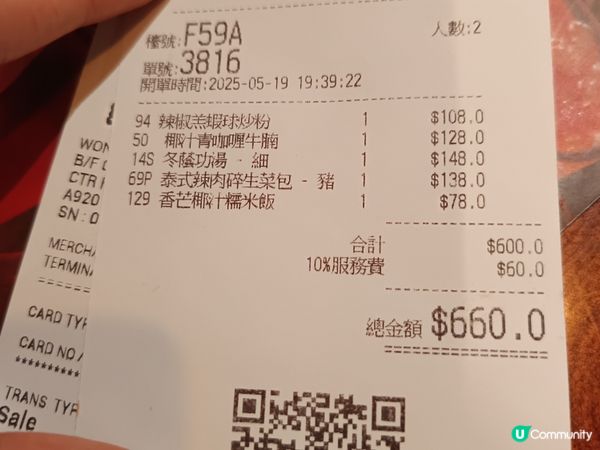 檯號:F59A
人數:2
單號:3816
開單時間:2025-05-19 19:39:22
94 辣椒羔蝦球炒粉 1 $108.0
50 椰汁青咖喱牛腩 1 $128.0
14S 冬蔭功湯 - 細 1 $148.0
69P 泰式辣肉碎生菜包 - 豬 1 $138.0
129 香芒椰汁糯米飯 1 $78.0
合計 $600.0
10%服務費 $60.0
總金額 $660.0
WON
B/F
CTR
A920
SN: 0
MERCHA
TERMINA
CARD TYP
CARD NO
**********
TRANS TYP
Sale
U Community